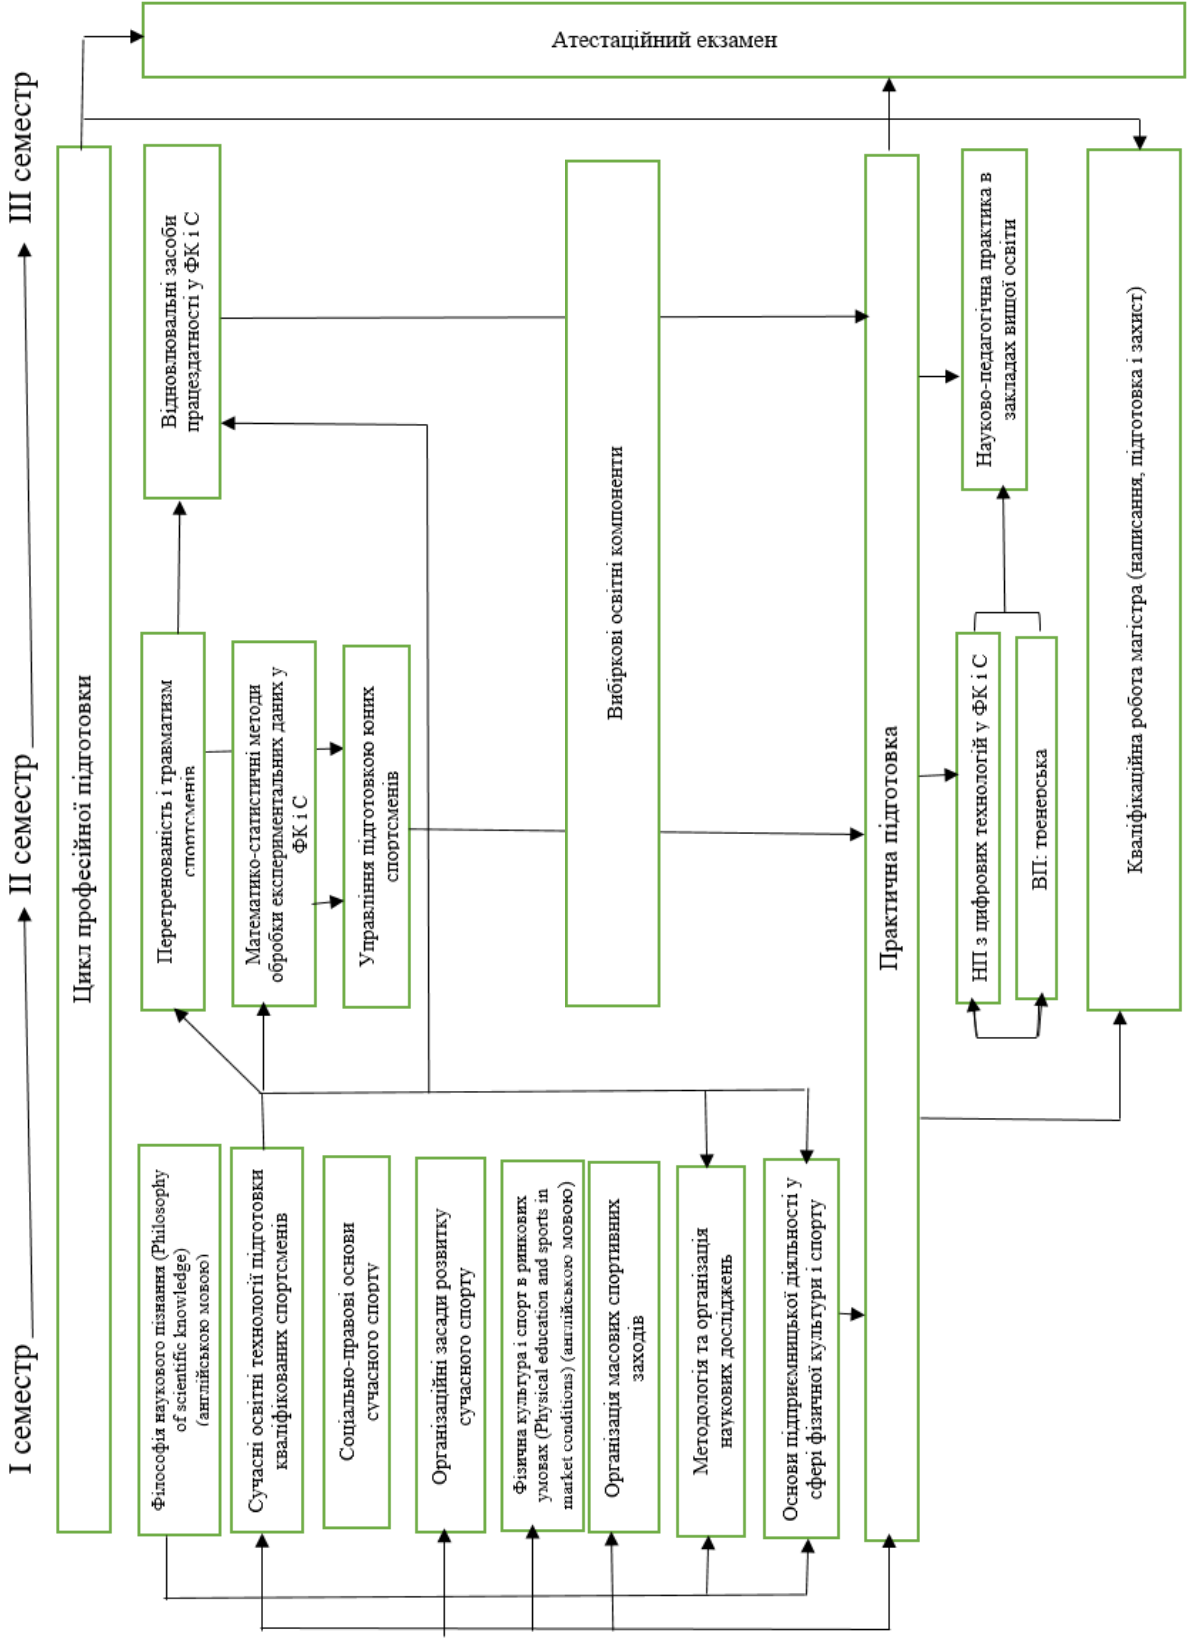 I семестр
II семестр
III семестр
Цикл професійної підготовки
Філософія наукового пізнання (Philosophy
of scientific knowledge)
(англійською мовою)
Сучасні освітні технології підготовки
кваліфікованих спортсменів
Соціально-правові основи
сучасного спорту
Організаційні засади розвитку
сучасного спорту
Фізична культура і спорт в ринкових
умовах (Physical education and sports in
market conditions) (англійською мовою)
Організація масових спортивних
заходів
Методологія та організація
наукових досліджень
Основи підприємницької діяльності у
сфері фізичної культури і спорту
Перетренованість і травматизм
спортсменів
Математико-статистичні методи
обробки експериментальних даних у
ФК і С
Управління підготовкою юних
спортсменів
Відновлювальні засоби
працездатності у ФК і С
Вибіркові освітні компоненти
Практична підготовка
НП з цифрових технологій у ФК і С
ВП: тренерська
Науково-педагогічна практика в
закладах вищої освіти
Кваліфікаційна робота магістра (написання, підготовка і захист)
Атестаційний екзамен